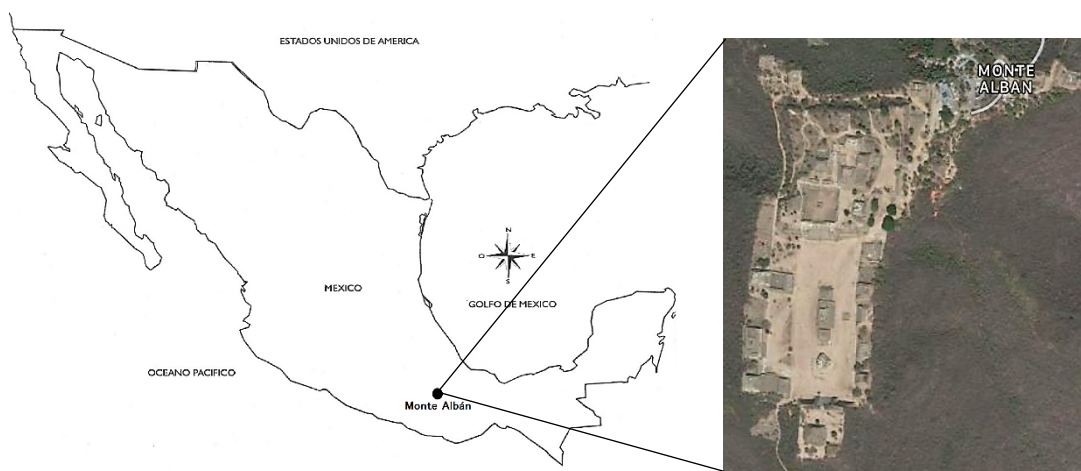 ESTADOS UNIDOS DE AMERICA
MONTE
ALBAN
N
O
E
S
MEXICO
GOLFO DE MEXICO
OCEANO PACIFICO
Monte Albán